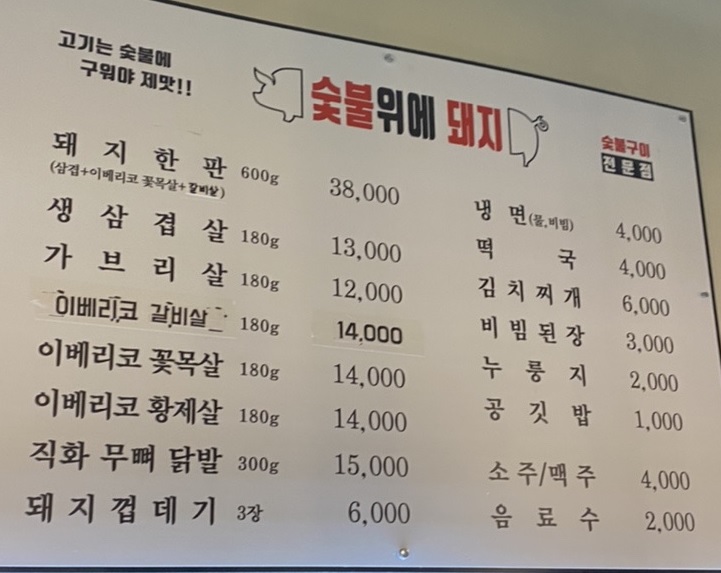 고기는 숯불에
구워야 제맛!!
숯불위에 돼지
숯불구이
전문점
돼지한판 600g 38,000
(삼겹+이베리코 꽃목살+갈비살)
생삼겹살 180g 13,000
가브리살 180g 12,000
이베리코 갈비살 180g 14,000
이베리코 꽃목살 180g 14,000
이베리코 황제살 180g 14,000
직화 무뼈 닭발 300g 15,000
돼지껍데기 3장 6,000
냉면(물,비빔) 4,000
떡국 4,000
김치찌개 6,000
비빔된장 3,000
누룽지 2,000
공깃밥 1,000
소주/맥주 4,000
음료수 2,000